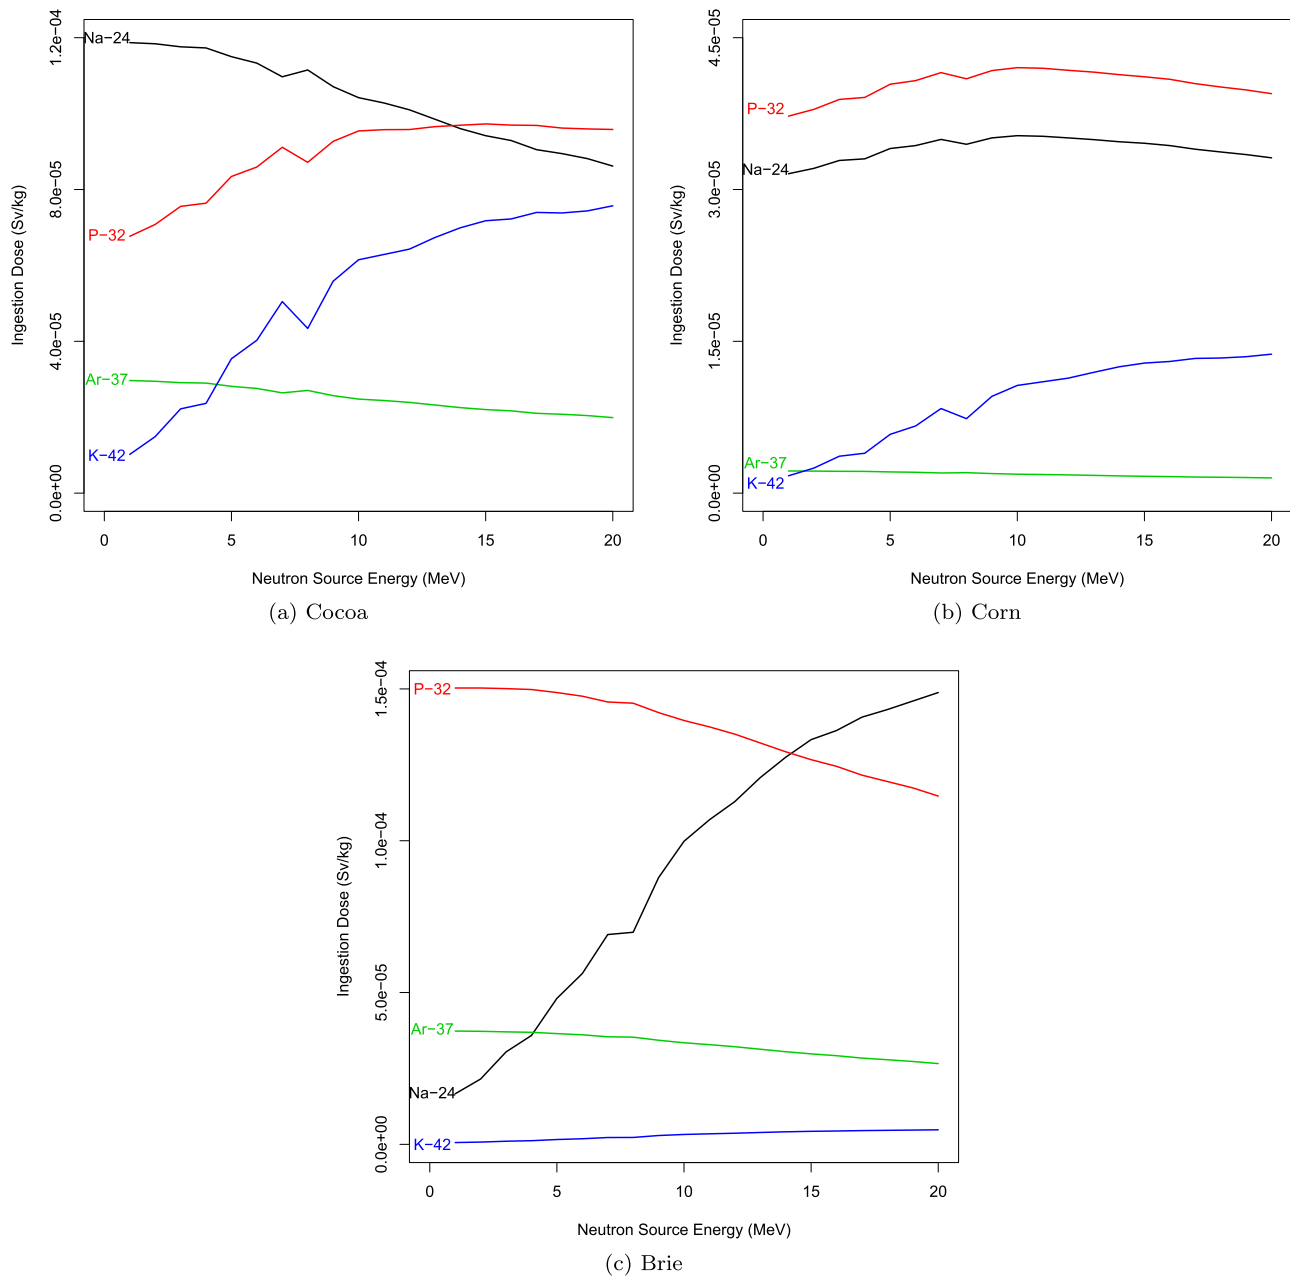 Ingestion Dose (Sv/kg)
0.0e+00 4.0e−05 8.0e−05 1.2e−04
Na−24
P−32
Ar−37
K−42
0 5 10 15 20
Neutron Source Energy (MeV)
(a) Cocoa
Ingestion Dose (Sv/kg)
0.0e+00 1.5e−05 3.0e−05 4.5e−05
P−32
Na−24
Ar−37
K−42
0 5 10 15 20
Neutron Source Energy (MeV)
(b) Corn
Ingestion Dose (Sv/kg)
0.0e+00 5.0e−05 1.0e−04 1.5e−04
P−32
Ar−37
Na−24
K−42
0 5 10 15 20
Neutron Source Energy (MeV)
(c) Brie